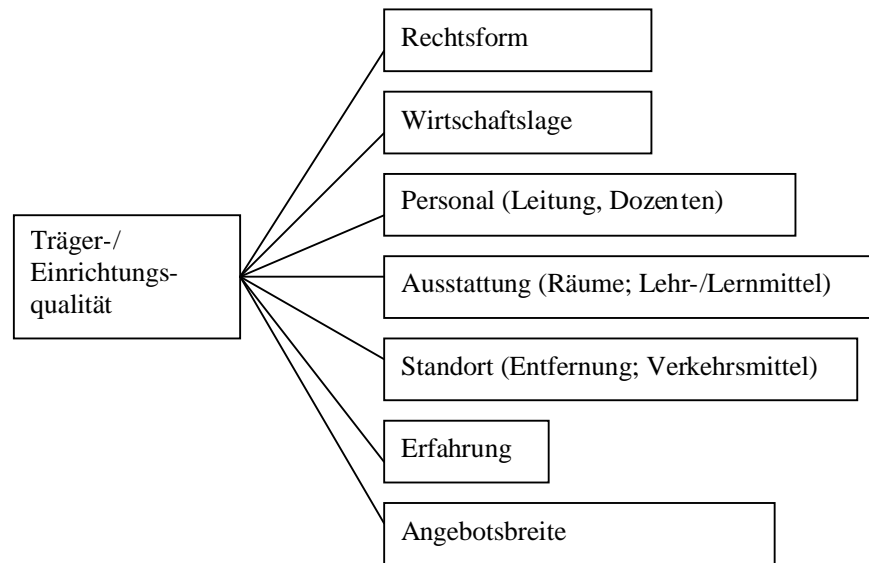 Rechtsform
Wirtschaftslage
Personal (Leitung, Dozenten)
Träger-/
Einrichtungs-
qualität
Ausstattung (Räume; Lehr-/Lernmittel)
Standort (Entfernung; Verkehrsmittel)
Erfahrung
Angebotsbreite